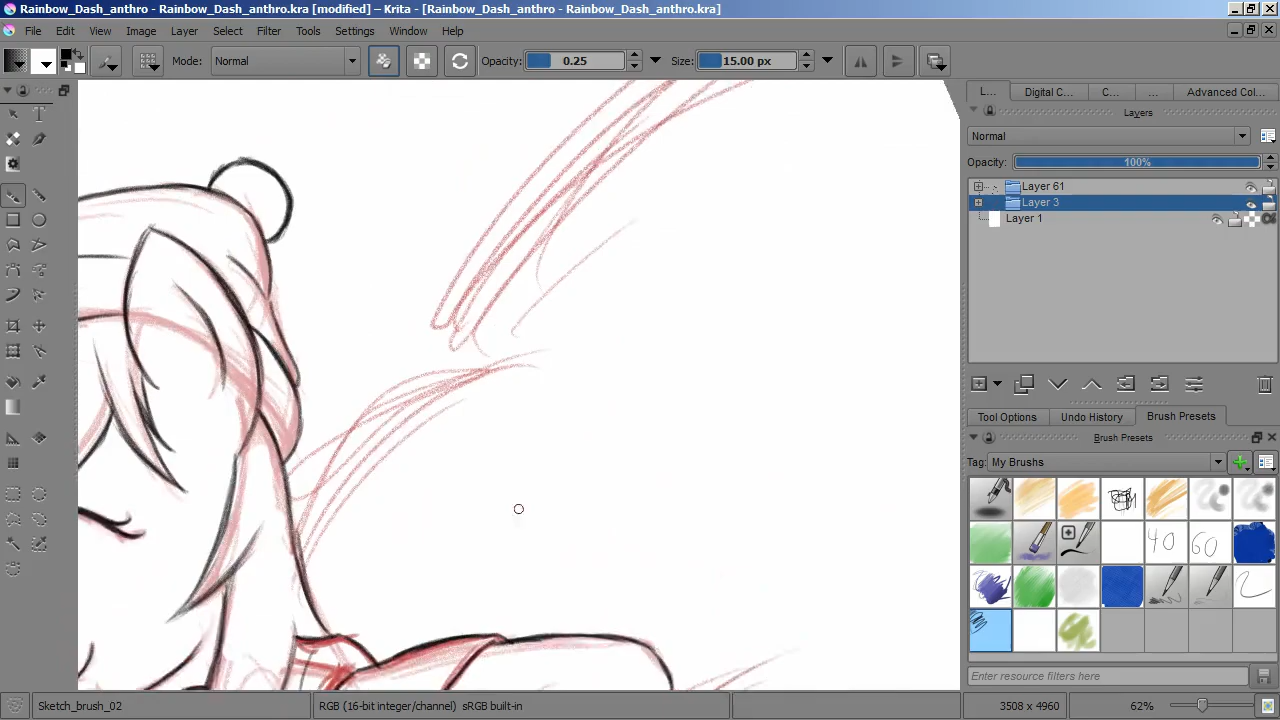 Rainbow_Dash_anthro - Rainbow_Dash_anthro.kra [modified] – Krita - [Rainbow_Dash_anthro - Rainbow_Dash_anthro.kra]
File Edit View Image Layer Select Filter Tools Settings Window Help
Mode: Normal Opacity: 0.25 Size: 15.00 px
L... Digital C... C... ... Advanced Col...
Layers
Normal
Opacity: 100%
Layer 61
Layer 3
Layer 1
Tool Options Undo History Brush Presets
Brush Presets
Tag: My Brushs
40 60
Enter resource filters here
Sketch_brush_02 RGB (16-bit integer/channel) sRGB built-in 3508 x 4960 62%